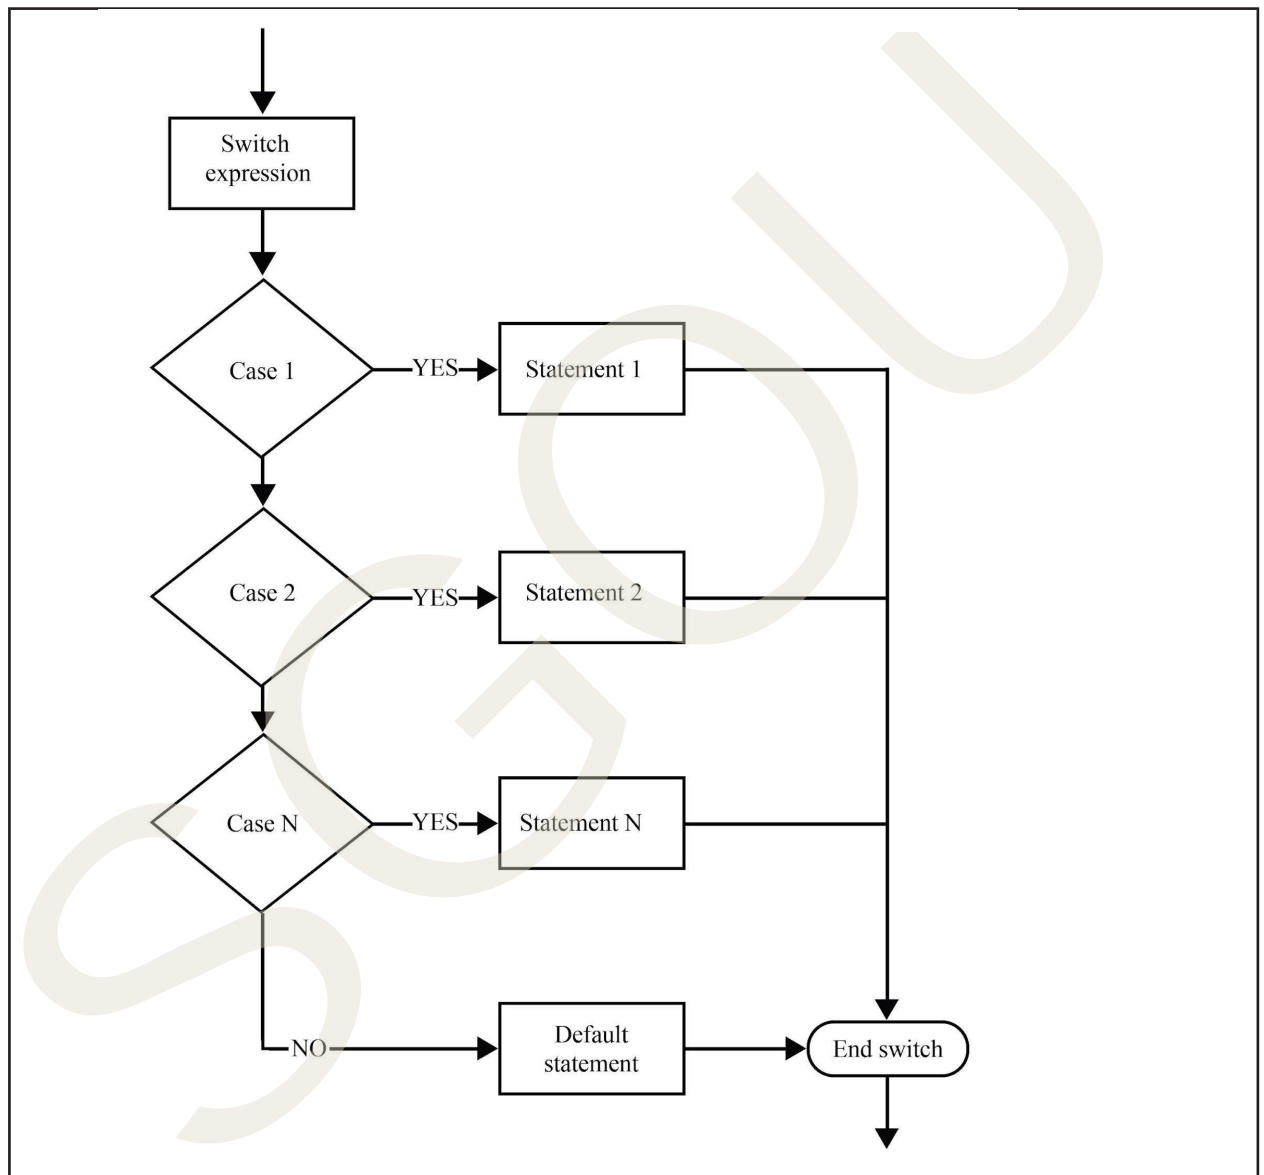 Switch
expression
Case 1
YES
Statement 1
Case 2
YES
Statement 2
Case N
YES
Statement N
NO
Default
statement
End switch
SGOU